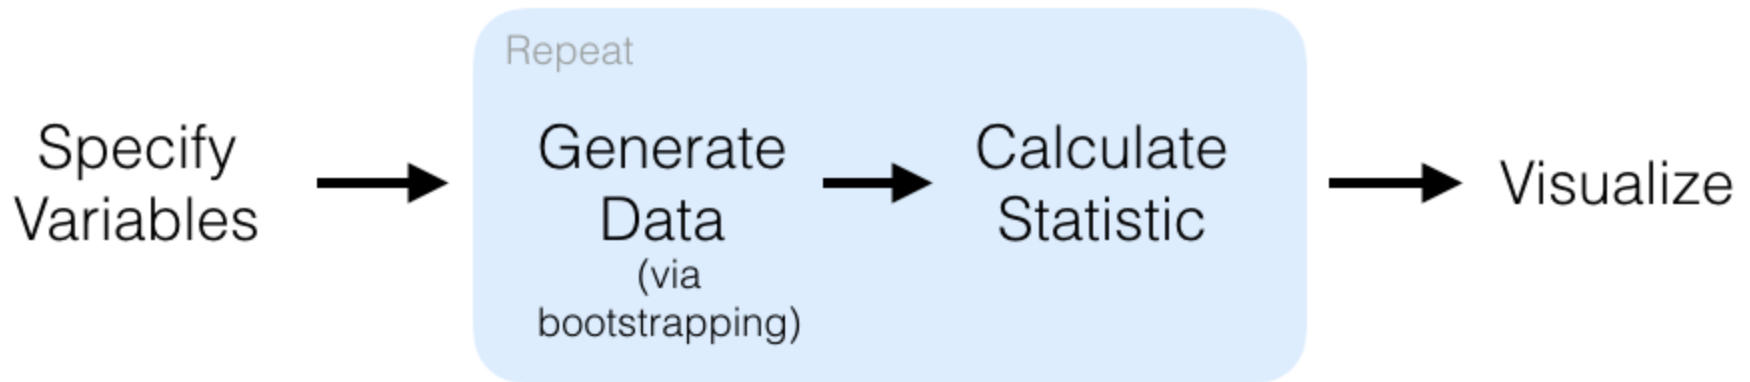 Repeat
Specify
Variables
Generate
Data
(via
bootstrapping)
Calculate
Statistic
Visualize